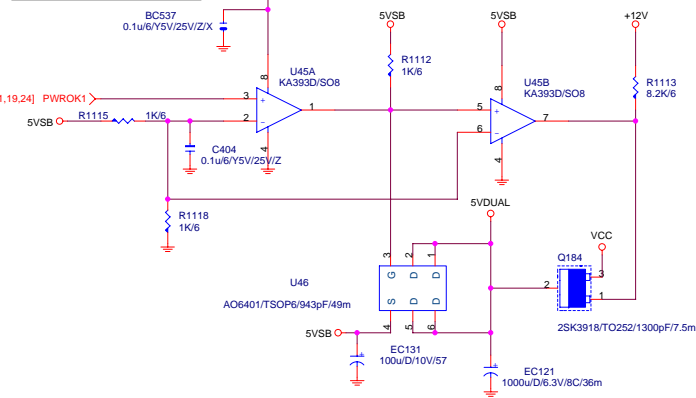 BC537
0.1u/6/Y5V/25V/Z/X
5VSB
5VSB
+12V
R1112
1K/6
U45A
KA393D/SO8
U45B
KA393D/SO8
R1113
8.2K/6
8
8
1,19,24] PWROK1
3
+
1
5
+
7
5VSB
R1115
1K/6
2
-
6
-
4
4
C404
0.1u/6/Y5V/25V/Z
R1118
1K/6
5VDUAL
VCC
Q184
3
2
1
3
2
1
U46
G
D
D
S
D
D
AO6401/TSOP6/943pF/49m
4
5
6
2SK3918/TO252/1300pF/7.5m
5VSB
+
EC131
100u/D/10V/57
+
EC121
1000u/D/6.3V/8C/36m